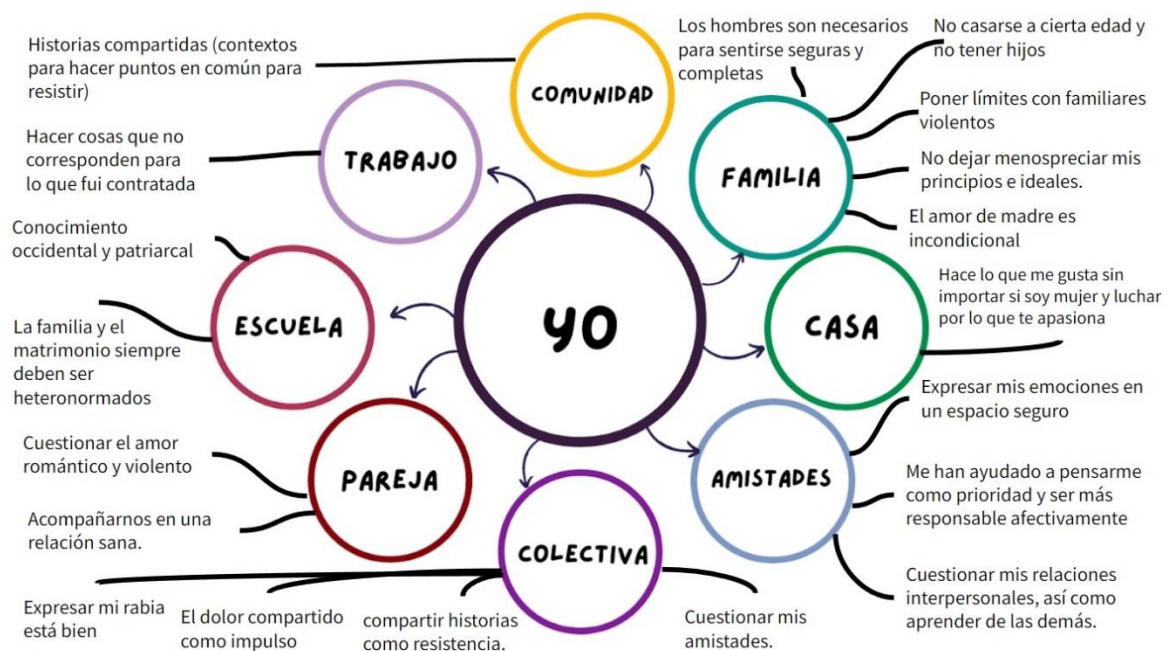 Historias compartidas (contextos
para hacer puntos en común para
resistir)
COMUNIDAD
Los hombres son necesarios
para sentirse seguras y
completas
No casarse a cierta edad y
no tener hijos
Poner límites con familiares
violentos
No dejar menospreciar mis
principios e ideales.
El amor de madre es
incondicional
FAMILIA
Hacer cosas que no
corresponden para
lo que fui contratada
TRABAJO
Conocimiento
occidental y patriarcal
ESCUELA
La familia y el
matrimonio siempre
deben ser
heteronormados
YO
CASA
Hace lo que me gusta sin
importar si soy mujer y luchar
por lo que te apasiona
Cuestionar el amor
romántico y violento
PAREJA
Acompañarnos en una
relación sana.
AMISTADES
Expresar mis emociones en
un espacio seguro
Me han ayudado a pensarme
como prioridad y ser más
responsable afectivamente
Cuestionar mis relaciones
interpersonales, así como
aprender de las demás.
COLECTIVA
Expresar mi rabia
está bien
El dolor compartido
como impulso
compartir historias
como resistencia.
Cuestionar mis
amistades.